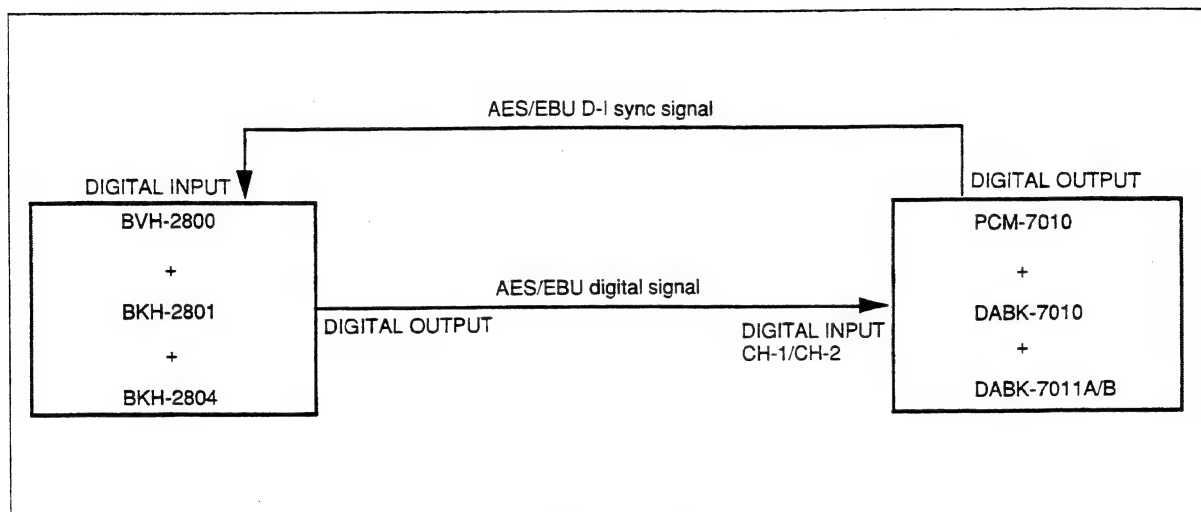 AES/EBU D-I sync signal
DIGITAL INPUT
DIGITAL OUTPUT
BVH-2800
+
BKH-2801
+
BKH-2804
AES/EBU digital signal
DIGITAL OUTPUT
DIGITAL INPUT
CH-1/CH-2
PCM-7010
+
DABK-7010
+
DABK-7011A/B